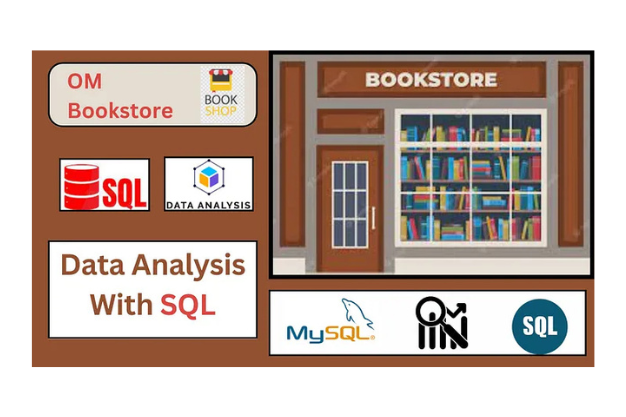 OM
Bookstore
BOOK
SHOP
BOOKSTORE
SQL
DATA ANALYSIS
Data Analysis
With SQL
MySQL®
SQL